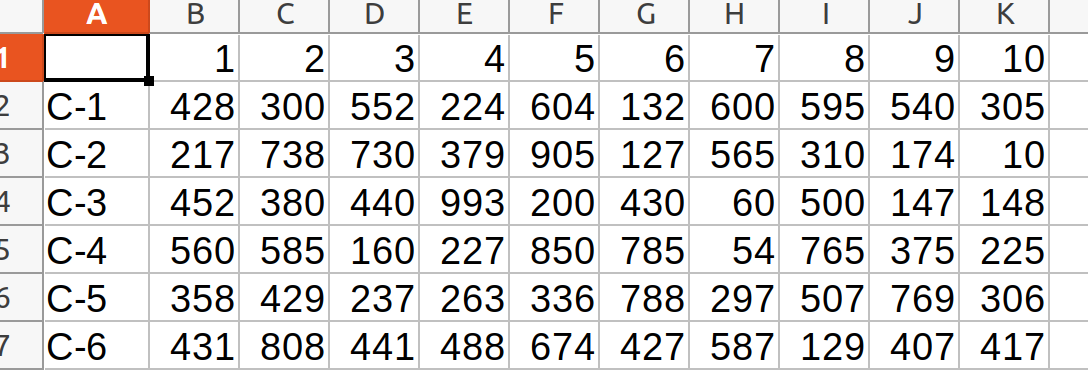 A B C D E F G H I J K
1 1 2 3 4 5 6 7 8 9 10
2 C-1 428 300 552 224 604 132 600 595 540 305
3 C-2 217 738 730 379 905 127 565 310 174 10
4 C-3 452 380 440 993 200 430 60 500 147 148
5 C-4 560 585 160 227 850 785 54 765 375 225
6 C-5 358 429 237 263 336 788 297 507 769 306
7 C-6 431 808 441 488 674 427 587 129 407 417